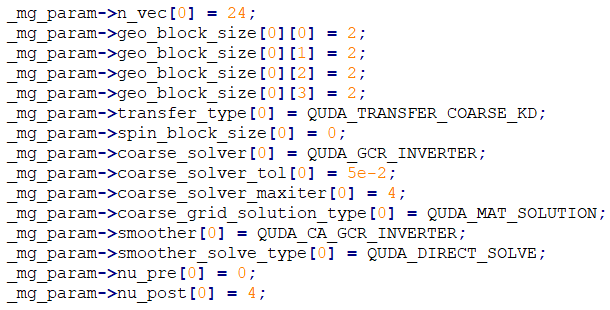 _mg_param->n_vec[0] = 24;
_mg_param->geo_block_size[0][0] = 2;
_mg_param->geo_block_size[0][1] = 2;
_mg_param->geo_block_size[0][2] = 2;
_mg_param->geo_block_size[0][3] = 2;
_mg_param->transfer_type[0] = QUDA_TRANSFER_COARSE_KD;
_mg_param->spin_block_size[0] = 0;
_mg_param->coarse_solver[0] = QUDA_GCR_INVERTER;
_mg_param->coarse_solver_tol[0] = 5e-2;
_mg_param->coarse_solver_maxiter[0] = 4;
_mg_param->coarse_grid_solution_type[0] = QUDA_MAT_SOLUTION;
_mg_param->smoother[0] = QUDA_CA_GCR_INVERTER;
_mg_param->smoother_solve_type[0] = QUDA_DIRECT_SOLVE;
_mg_param->nu_pre[0] = 0;
_mg_param->nu_post[0] = 4;